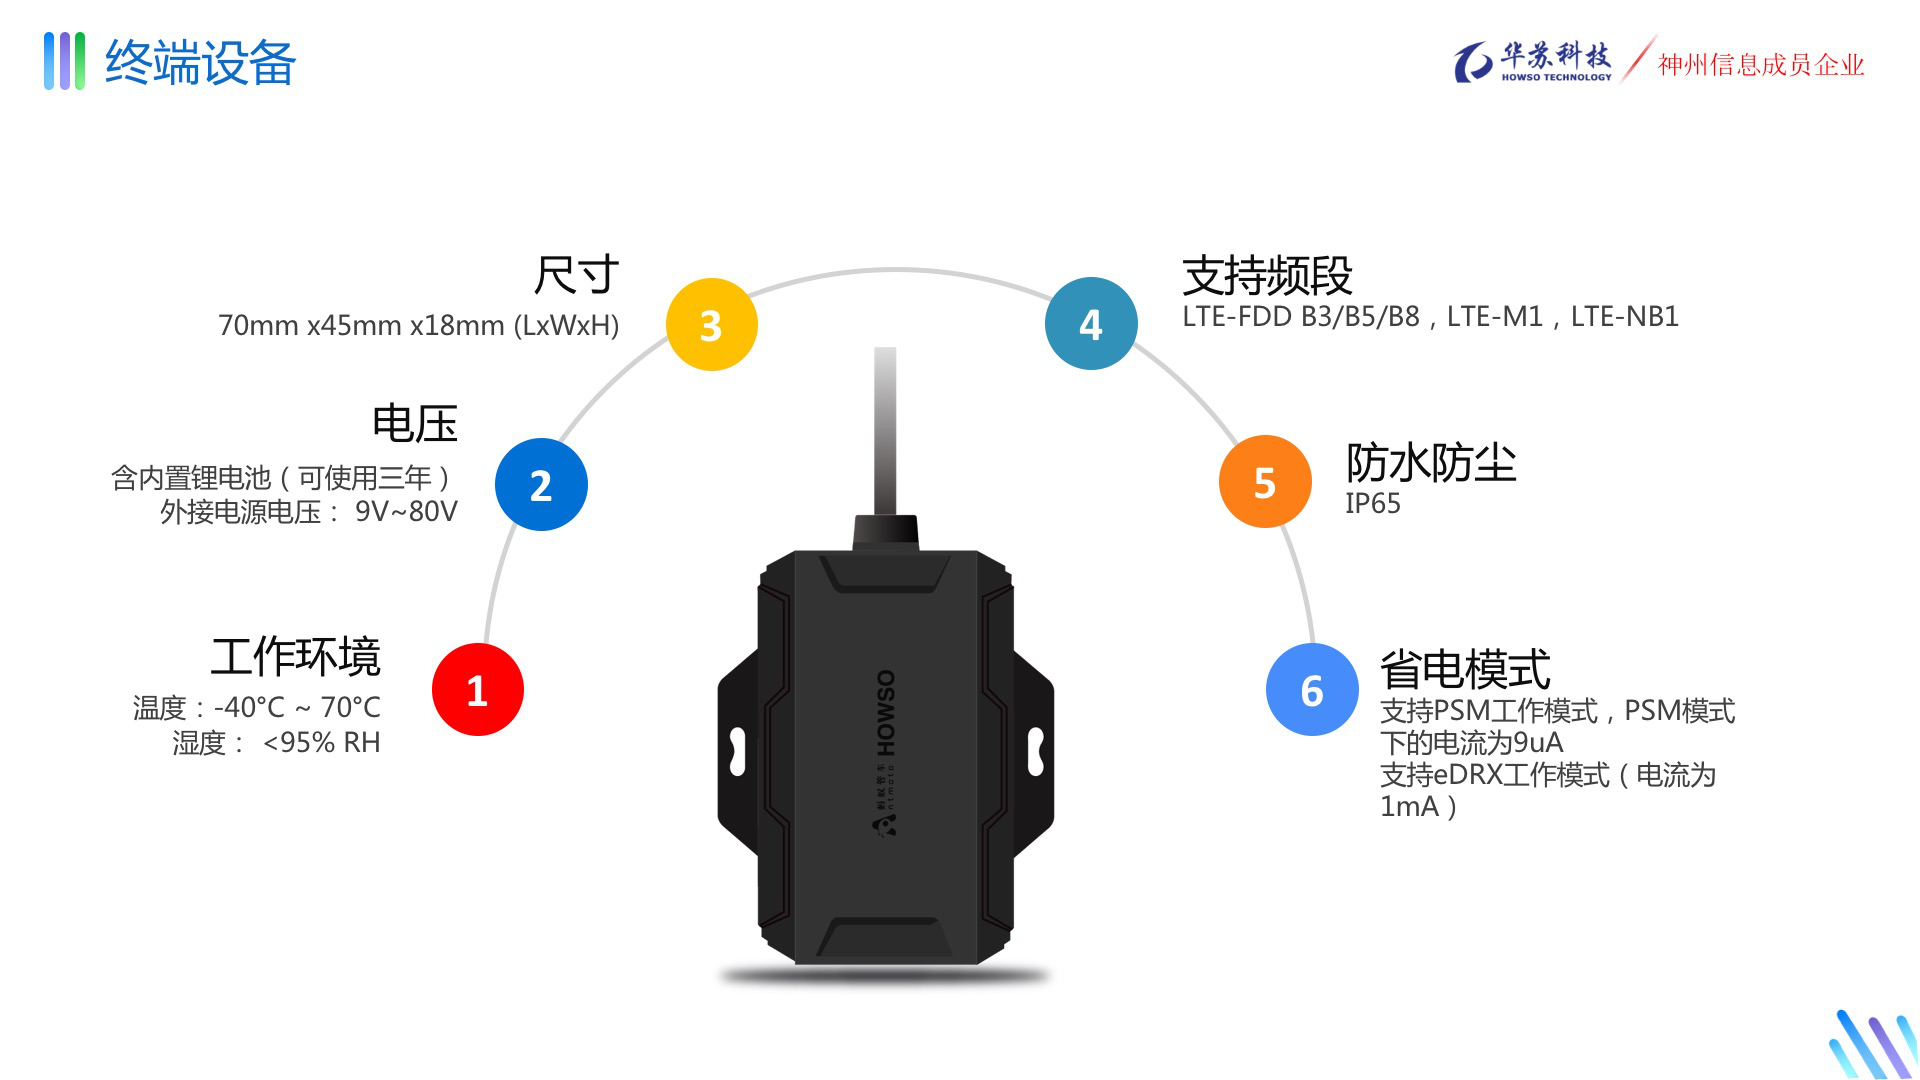 终端设备
华苏科技
HOWSO TECHNOLOGY
神州信息成员企业
尺寸
70mm x45mm x18mm (LxWxH)
3
电压
含内置锂电池（可使用三年）
外接电源电压： 9V~80V
2
工作环境
温度：-40°C ~ 70°C
湿度： <95% RH
1
4
支持频段
LTE-FDD B3/B5/B8，LTE-M1，LTE-NB1
5
防水防尘
IP65
6
省电模式
支持PSM工作模式，PSM模式
下的电流为9uA
支持eDRX工作模式（电流为
1mA）
HOWSO
蚂蚁管车
ntmoto